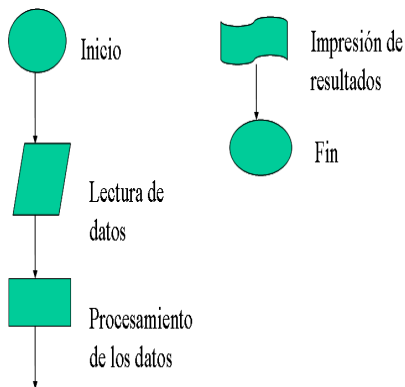 Inicio
Lectura de
datos
Procesamiento
de los datos
Impresión de
resultados
Fin